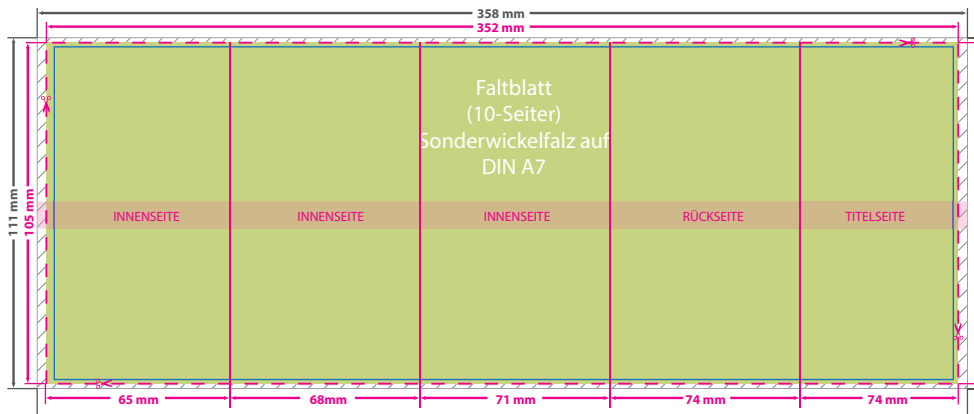 358 mm
352 mm
111 mm
105 mm
Faltblatt
(10-Seiter)
Sonderwickelfalz auf
DIN A7
INNENSEITE
INNENSEITE
INNENSEITE
RÜCKSEITE
TITELSEITE
65 mm
68mm
71 mm
74 mm
74 mm